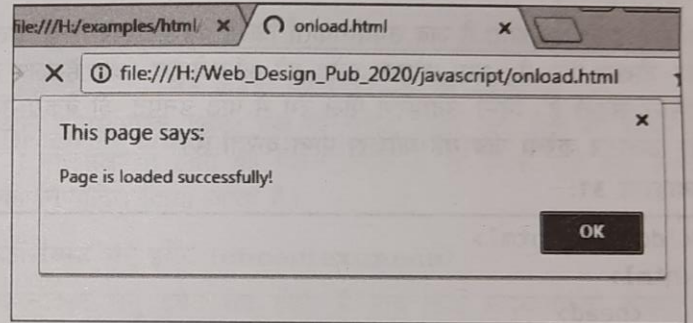 file:///H:/examples/html/ × onload.html ×
× file:///H:/Web_Design_Pub_2020/javascript/onload.html
This page says: ×
Page is loaded successfully!
OK